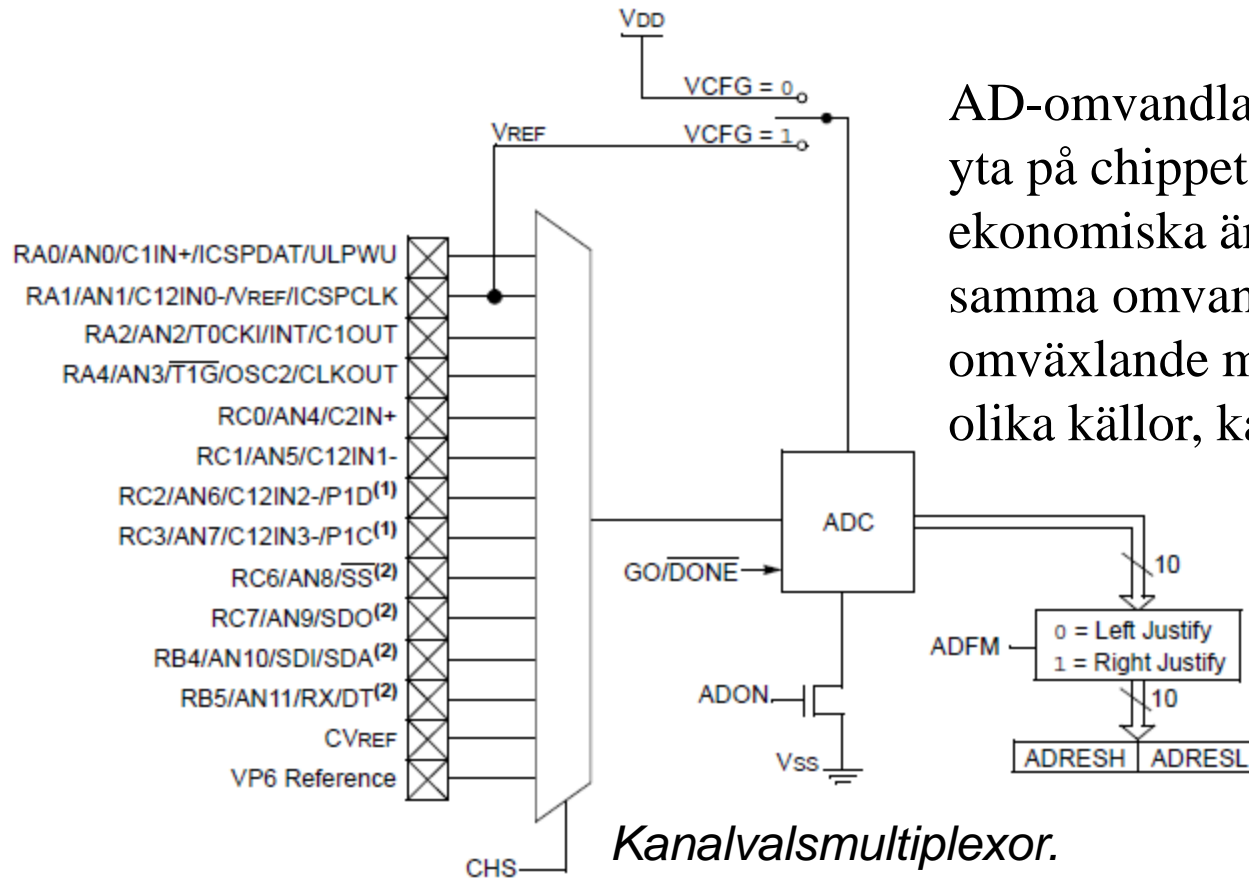 VDD
VCFG = 0
VREF
VCFG = 1
AD-omvandla
yta på chippet
ekonomiska är
samma omvan
omväxlande m
olika källor, ka
RA0/AN0/C1IN+/ICSPDAT/ULPWU
RA1/AN1/C12IN0-/VREF/ICSPCLK
RA2/AN2/T0CKI/INT/C1OUT
RA4/AN3/T1G/OSC2/CLKOUT
RC0/AN4/C2IN+
RC1/AN5/C12IN1-
RC2/AN6/C12IN2-/P1D(1)
RC3/AN7/C12IN3-/P1C(1)
RC6/AN8/SS(2)
RC7/AN9/SDO(2)
RB4/AN10/SDI/SDA(2)
RB5/AN11/RX/DT(2)
CVREF
VP6 Reference
CHS
ADC
GO/DONE
ADON
VSS
10
ADFM
0 = Left Justify
1 = Right Justify
10
ADRESH ADRESL
Kanalvalsmultiplexor.